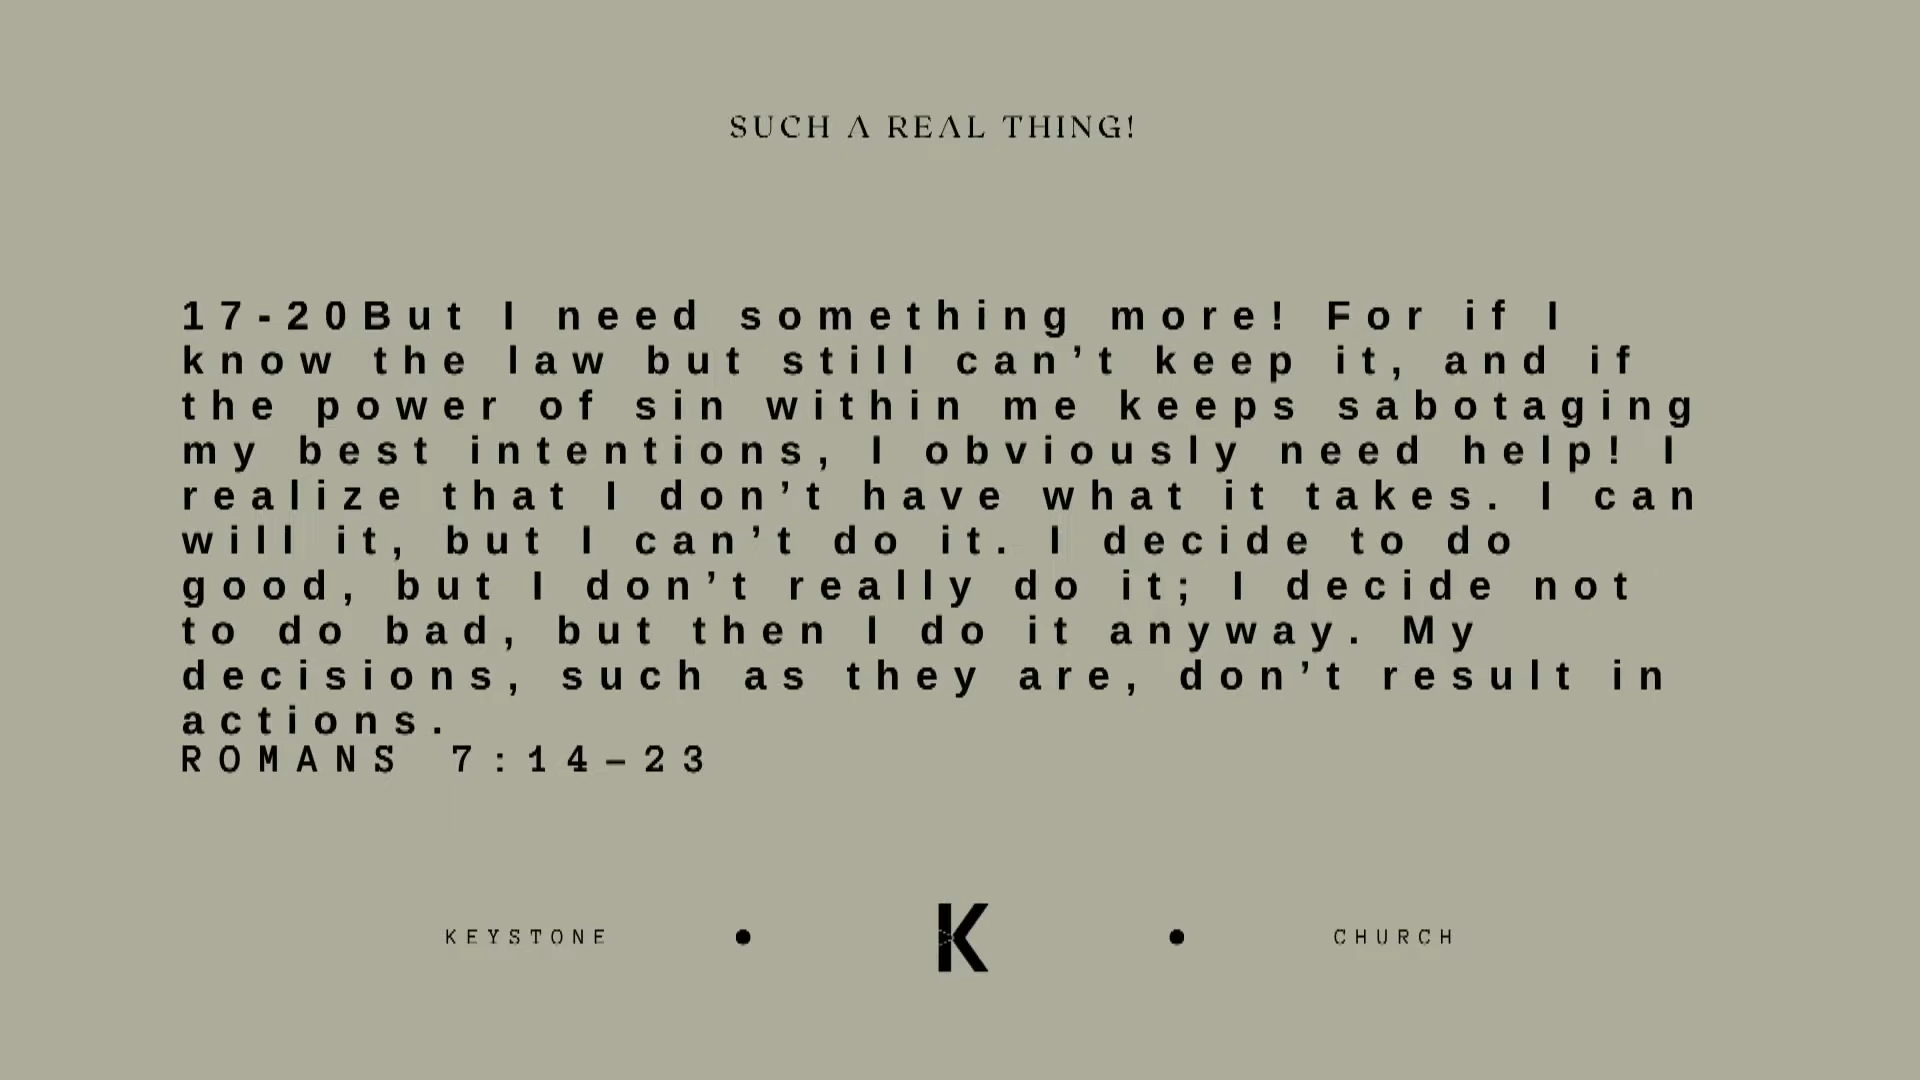 SUCH A REAL THING!
17-20But I need something more! For if I
know the law but still can’t keep it, and if
the power of sin within me keeps sabotaging
my best intentions, I obviously need help! I
realize that I don’t have what it takes. I can
will it, but I can’t do it. I decide to do
good, but I don’t really do it; I decide not
to do bad, but then I do it anyway. My
decisions, such as they are, don’t result in
actions.
ROMANS 7:14–23
KEYSTONE • K • CHURCH